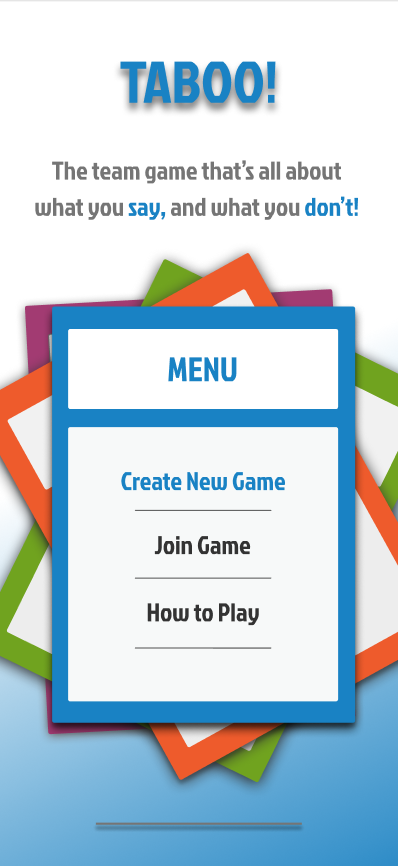 TABOO!
The team game that’s all about
what you say, and what you don’t!
MENU
Create New Game
Join Game
How to Play